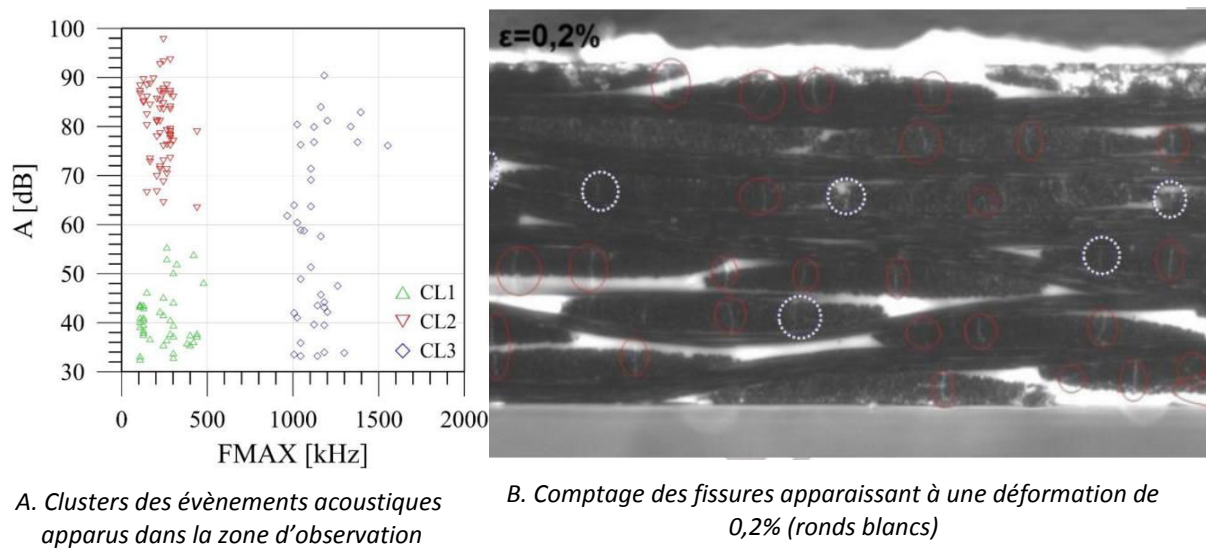 100
90
80
70
60
50
40
30
A [dB]
CL1
CL2
CL3
0 500 1000 1500 2000
FMAX [kHz]
ε=0,2%
A. Clusters des évènements acoustiques
apparus dans la zone d’observation
B. Comptage des fissures apparaissant à une déformation de
0,2% (ronds blancs)